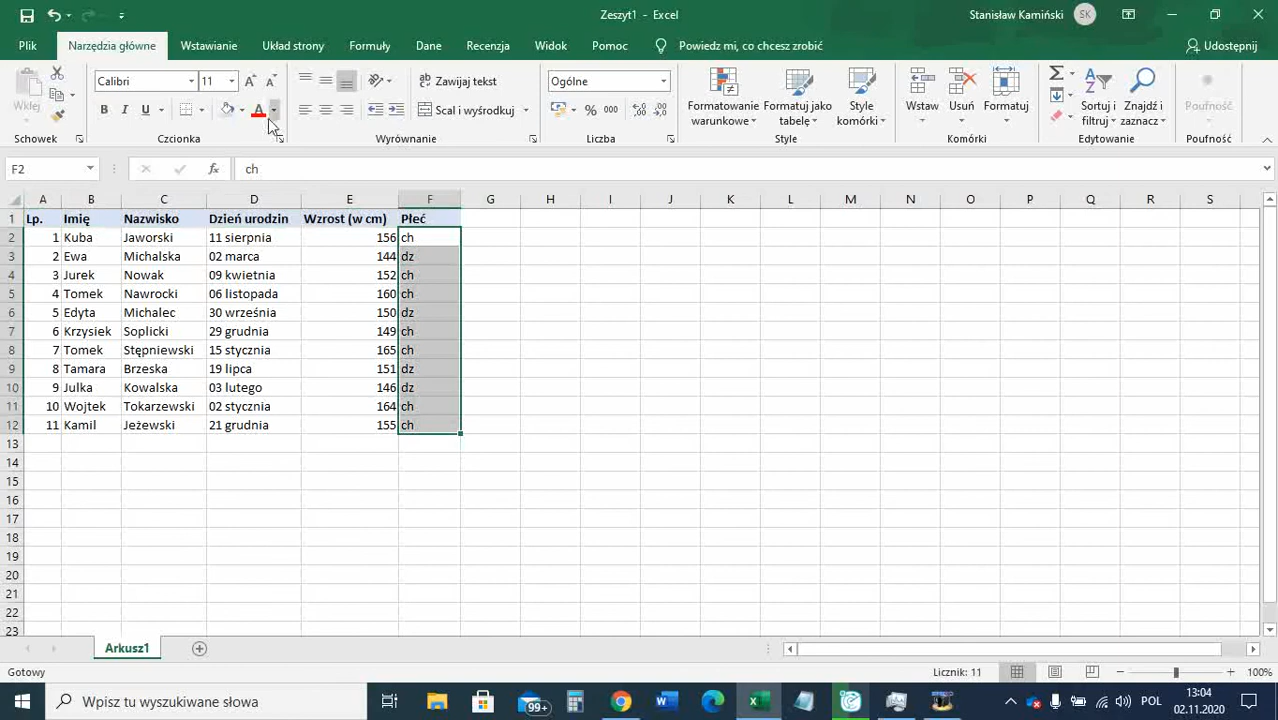 Zeszyt1 - Excel
Stanisław Kamiński SK
Plik Narzędzia główne Wstawianie Układ strony Formuły Dane Recenzja Widok Pomoc Powiedz mi, co chcesz zrobić Udostępnij
Wklej
Calibri 11
B I U
Zawijaj tekst
Scal i wyśrodkuj
Ogólne
% 000
Formatowanie warunkowe
Formatuj jako tabelę
Style komórki
Wstaw Usuń Formatuj
Sortuj i filtruj
Znajdź i zaznacz
Poufność
Schowek Czcionka Wyrównanie Liczba Style Komórki Edytowanie Poufność
F2 fx ch
A B C D E F G H I J K L M N O P Q R S
1 Lp. Imię Nazwisko Dzień urodzin Wzrost (w cm) Płeć
2 1 Kuba Jaworski 11 sierpnia 156 ch
3 2 Ewa Michalska 02 marca 144 dz
4 3 Jurek Nowak 09 kwietnia 152 ch
5 4 Tomek Nawrocki 06 listopada 160 ch
6 5 Edyta Michalec 30 września 150 dz
7 6 Krzysiek Soplicki 29 grudnia 149 ch
8 7 Tomek Stępniewski 15 stycznia 165 ch
9 8 Tamara Brzeska 19 lipca 151 dz
10 9 Julka Kowalska 03 lutego 146 dz
11 10 Wojtek Tokarzewski 02 stycznia 164 ch
12 11 Kamil Jeżewski 21 grudnia 155 ch
13
14
15
16
17
18
19
20
21
22
23
Arkusz1
Gotowy Licznik: 11 100%
Wpisz tu wyszukiwane słowa 99+ POL 13:04
02.11.2020